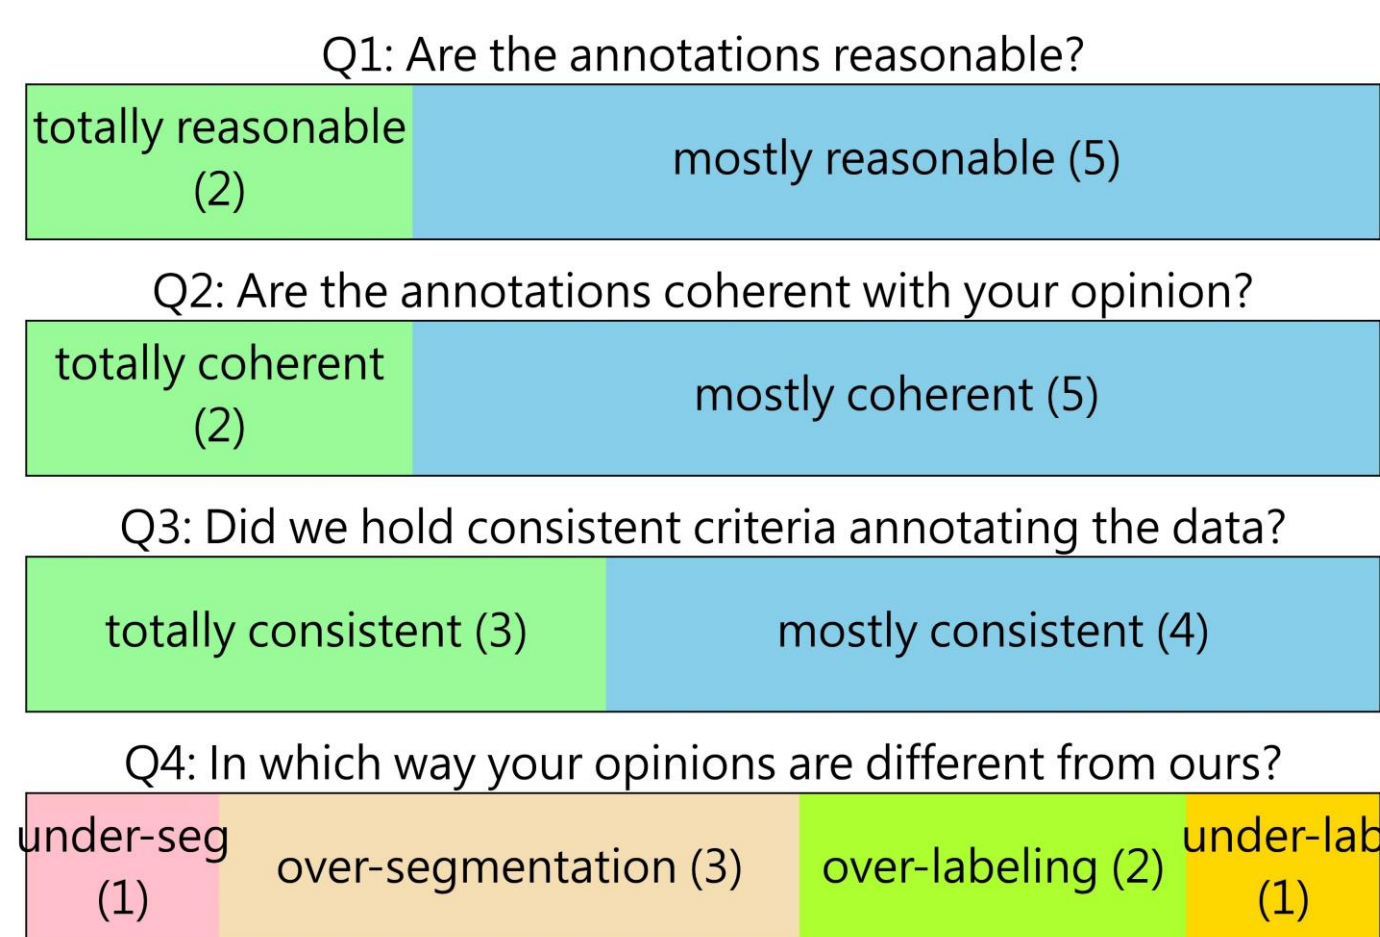 Q1: Are the annotations reasonable?
totally reasonable
(2)
mostly reasonable (5)
Q2: Are the annotations coherent with your opinion?
totally coherent
(2)
mostly coherent (5)
Q3: Did we hold consistent criteria annotating the data?
totally consistent (3)
mostly consistent (4)
Q4: In which way your opinions are different from ours?
under-seg
(1)
over-segmentation (3)
over-labeling (2)
under-lab
(1)